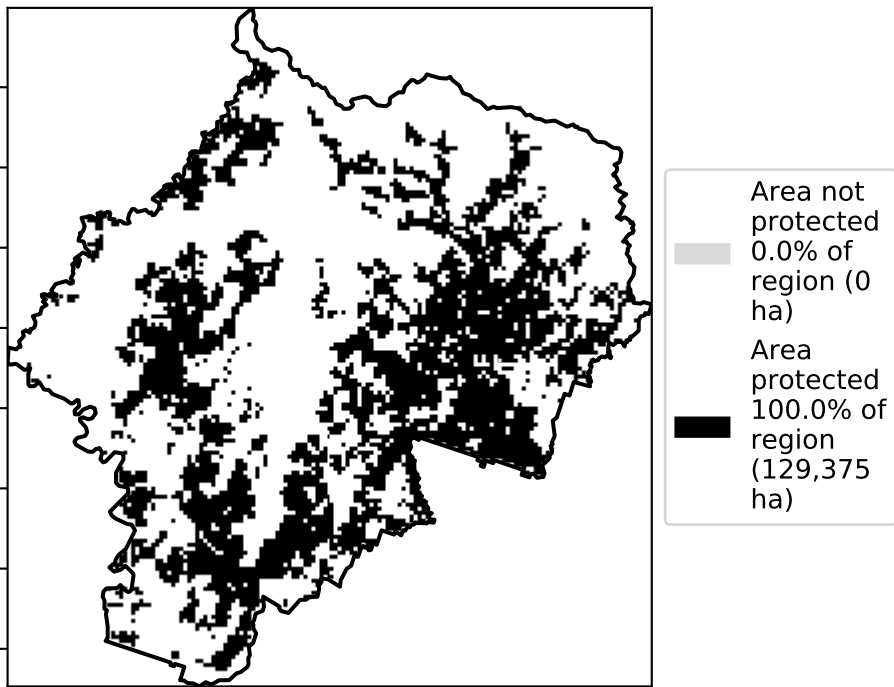 Area not
protected
0.0% of
region (0
ha)
Area
protected
100.0% of
region
(129,375
ha)